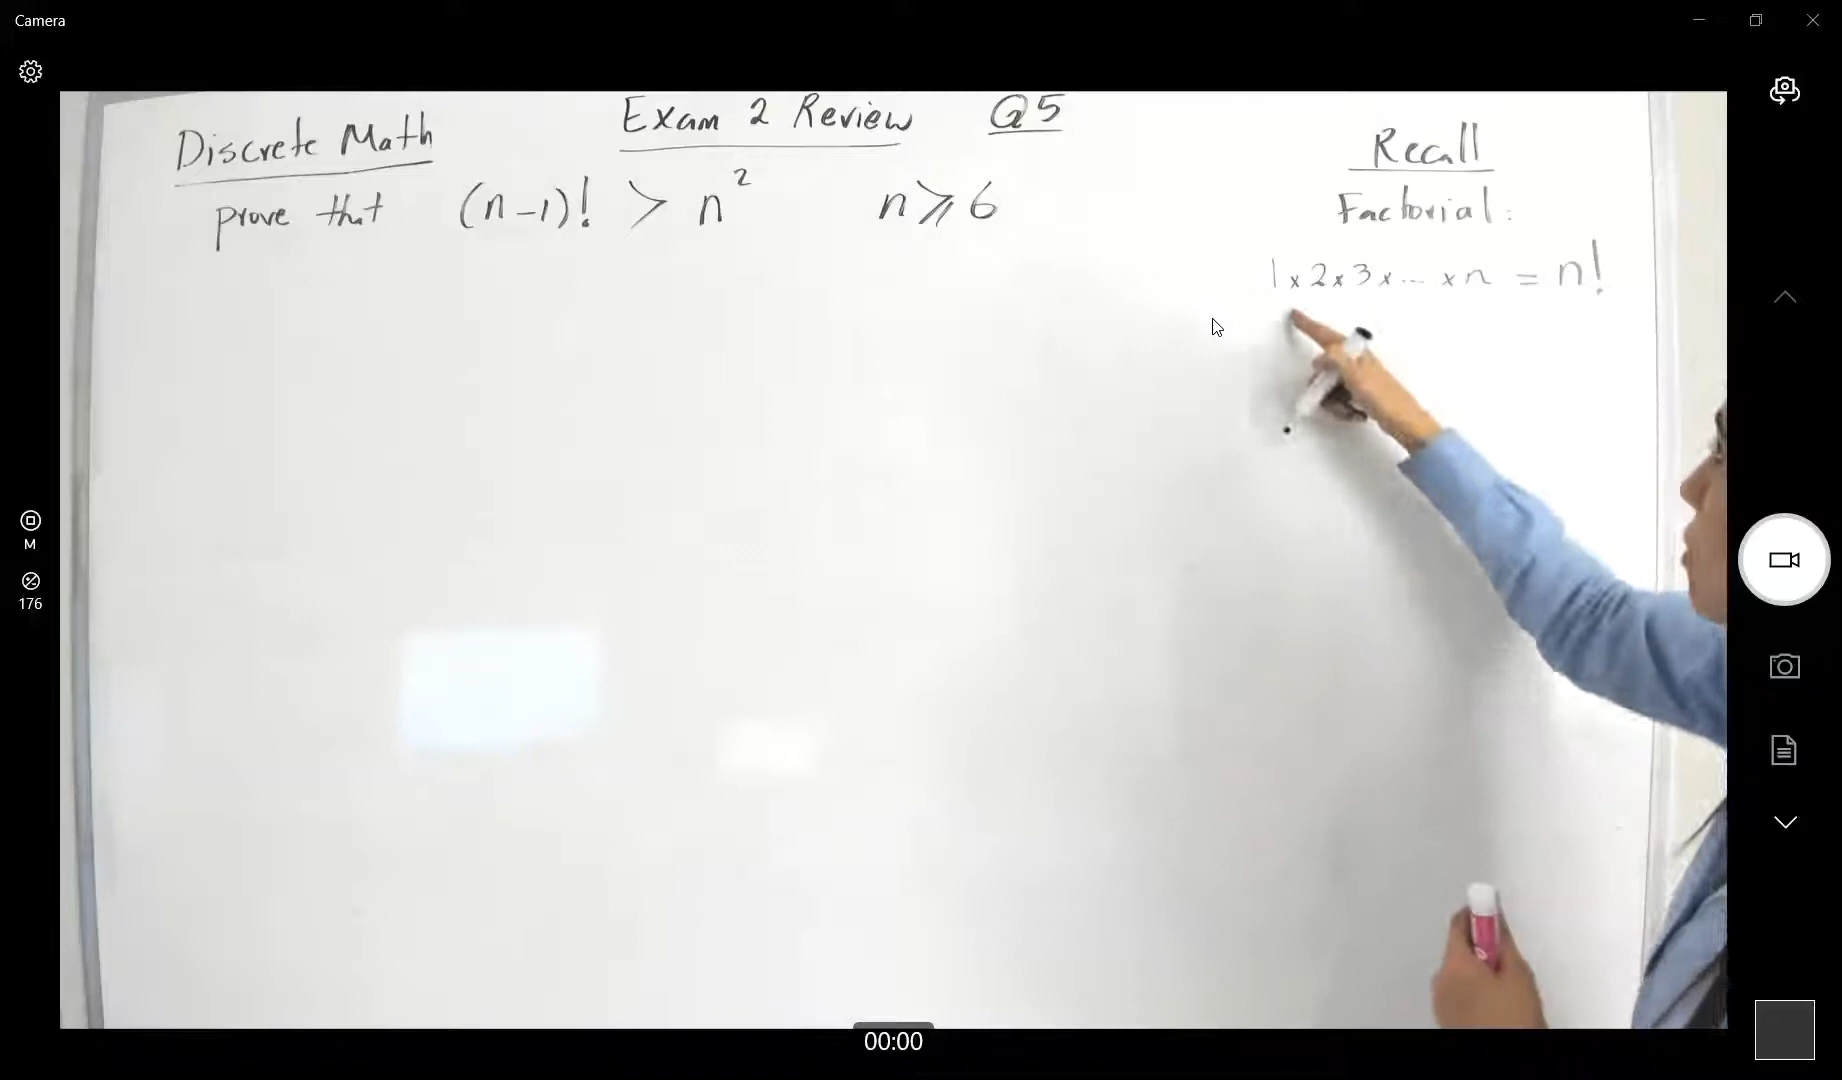 Camera
Discrete Math
Exam 2 Review Q5
prove that (n-1)! > n² n ⩾ 6
Recall
Factorial:
1 × 2 × 3 × ... × n = n!
M
176
00:00